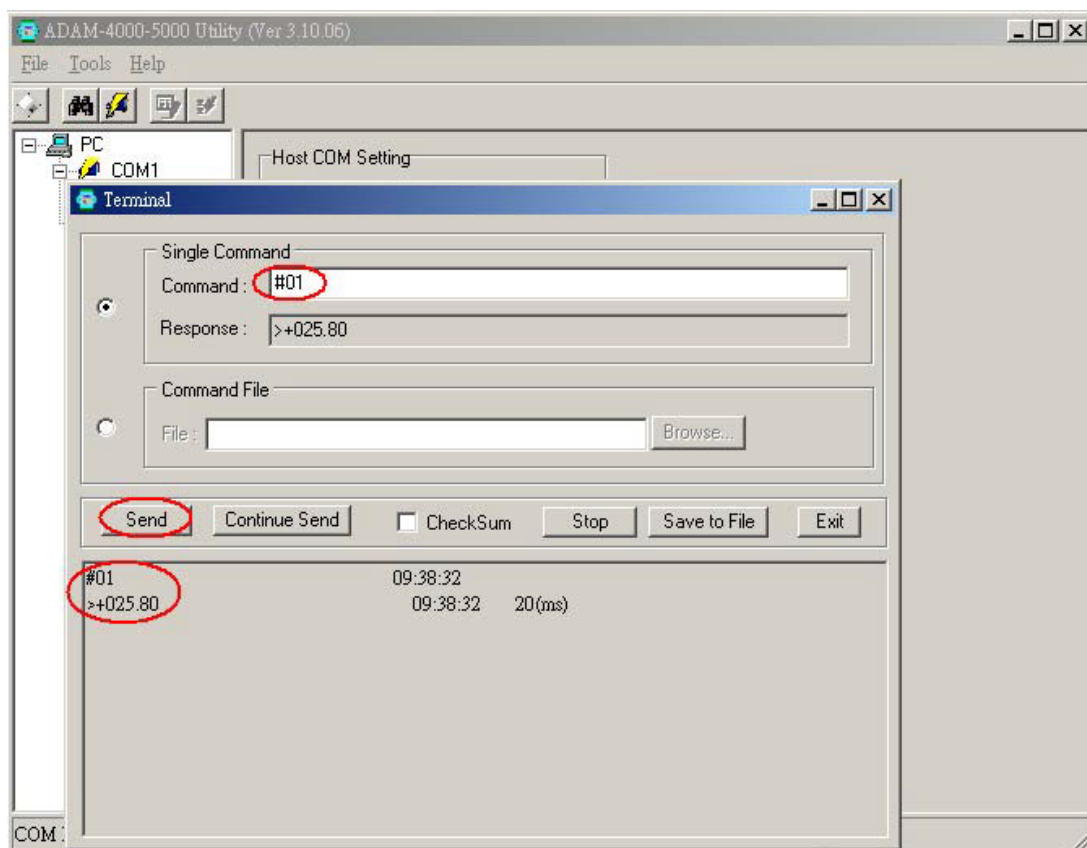 ADAM-4000-5000 Utility (Ver 3.10.06)
File Tools Help
PC
COM1
Host COM Setting
Terminal
Single Command
Command : #01
Response : >+025.80
Command File
File :
Browse...
Send Continue Send CheckSum Stop Save to File Exit
#01 09:38:32
>+025.80 09:38:32 20(ms)
COM